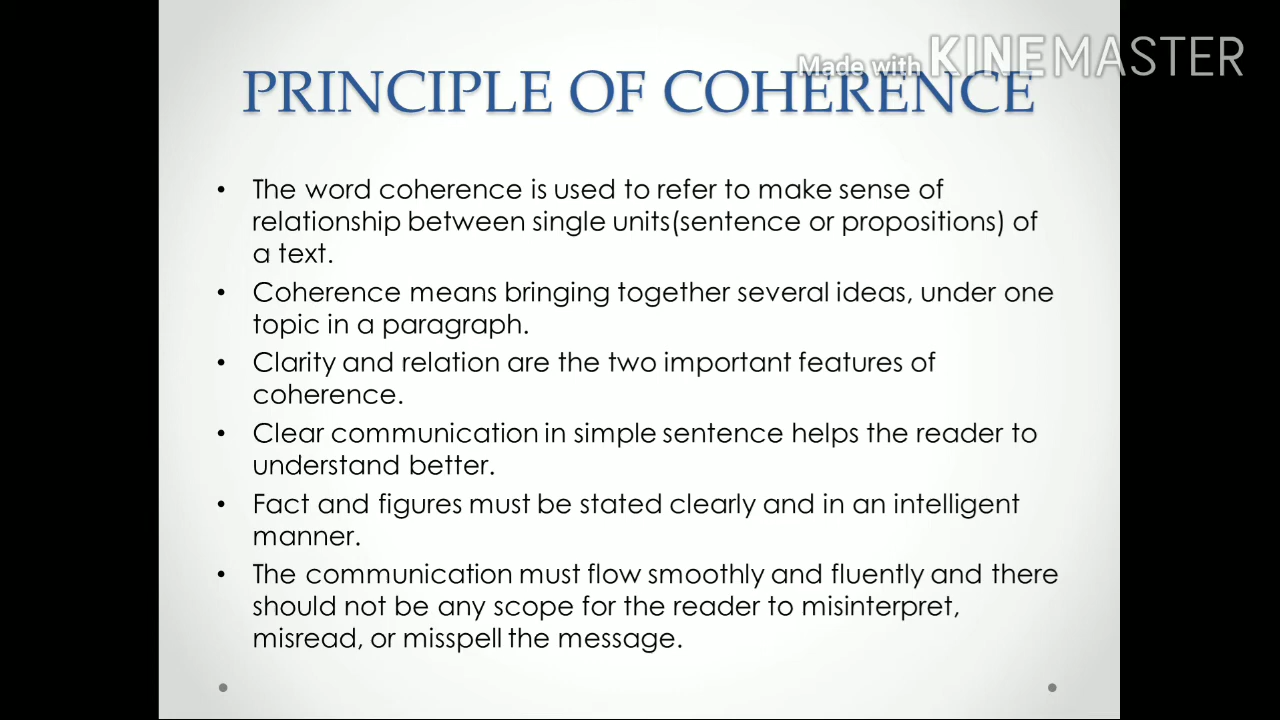 Made with KINEMASTER
PRINCIPLE OF COHERENCE
• The word coherence is used to refer to make sense of
relationship between single units(sentence or propositions) of
a text.
• Coherence means bringing together several ideas, under one
topic in a paragraph.
• Clarity and relation are the two important features of
coherence.
• Clear communication in simple sentence helps the reader to
understand better.
• Fact and figures must be stated clearly and in an intelligent
manner.
• The communication must flow smoothly and fluently and there
should not be any scope for the reader to misinterpret,
misread, or misspell the message.